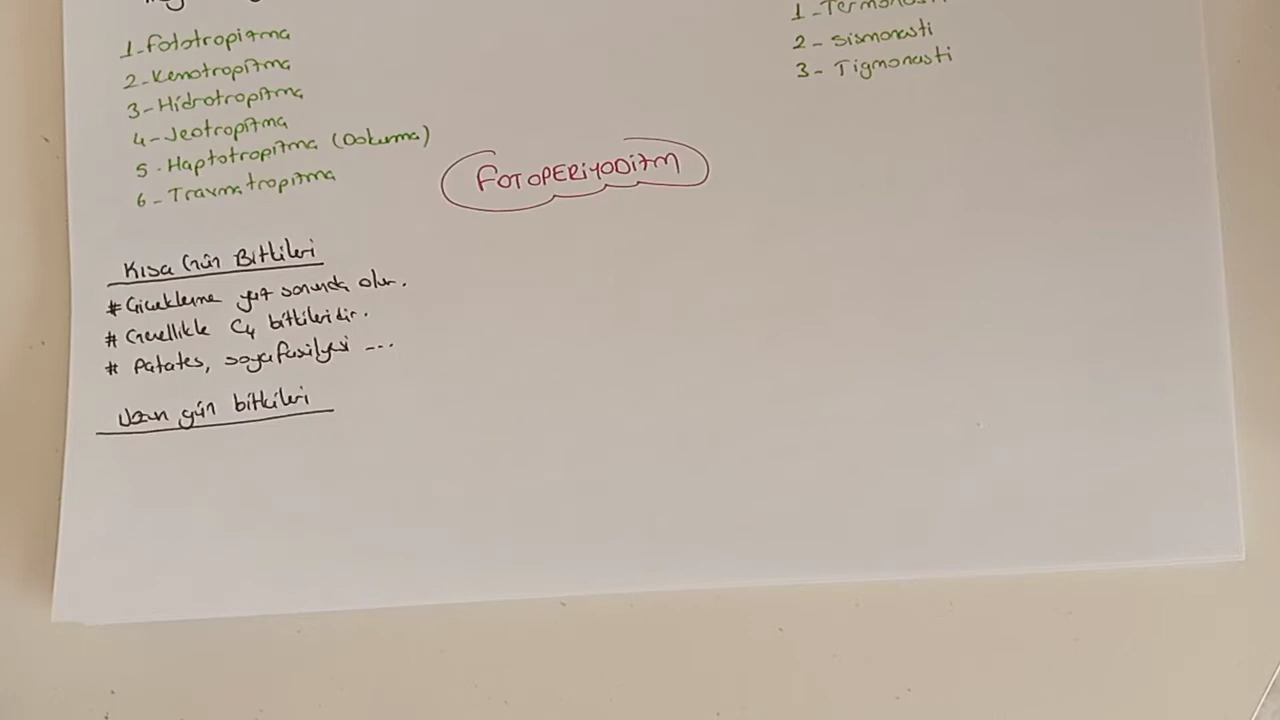 1-Fototropizma
2-Kemotropizma
3-Hidrotropizma
4-Jeotropizma
5-Haptotropizma (Dokunma)
6-Travmatropizma
2-Sismonasti
3-Tigmonasti
FOTOPERİYODİZM
Kısa Gün Bitkileri
# Çiçeklenme yaz sonunda olur.
# Genellikle C4 bitkileridir.
# Patates, soya fasülyesi ---
Uzun gün bitkileri